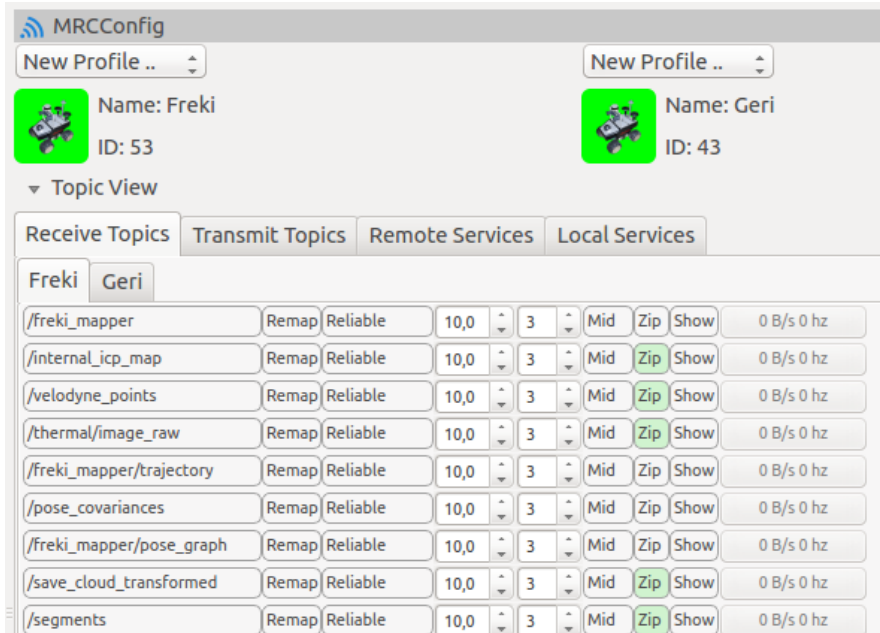 MRCConfig
New Profile .. New Profile ..
Name: Freki Name: Geri
ID: 53 ID: 43
Topic View
Receive Topics Transmit Topics Remote Services Local Services
Freki Geri
/freki_mapper Remap Reliable 10,0 3 Mid Zip Show 0 B/s 0 hz
/internal_icp_map Remap Reliable 10,0 3 Mid Zip Show 0 B/s 0 hz
/velodyne_points Remap Reliable 10,0 3 Mid Zip Show 0 B/s 0 hz
/thermal/image_raw Remap Reliable 10,0 3 Mid Zip Show 0 B/s 0 hz
/freki_mapper/trajectory Remap Reliable 10,0 3 Mid Zip Show 0 B/s 0 hz
/pose_covariances Remap Reliable 10,0 3 Mid Zip Show 0 B/s 0 hz
/freki_mapper/pose_graph Remap Reliable 10,0 3 Mid Zip Show 0 B/s 0 hz
/save_cloud_transformed Remap Reliable 10,0 3 Mid Zip Show 0 B/s 0 hz
/segments Remap Reliable 10,0 3 Mid Zip Show 0 B/s 0 hz